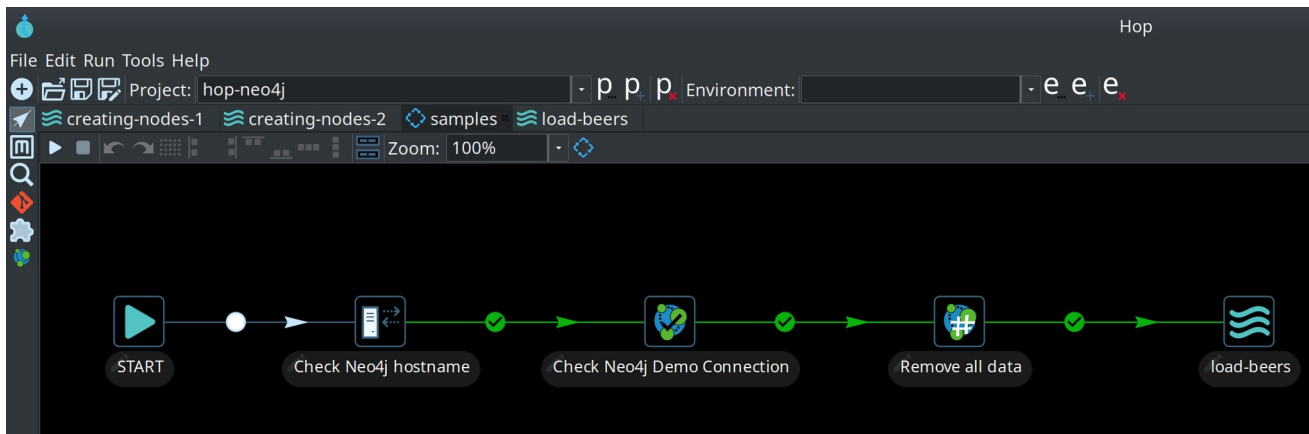 Hop
File Edit Run Tools Help
Project: hop-neo4j p p p Environment: e e e
creating-nodes-1 creating-nodes-2 samples load-beers
Zoom: 100%
START Check Neo4j hostname Check Neo4j Demo Connection Remove all data load-beers